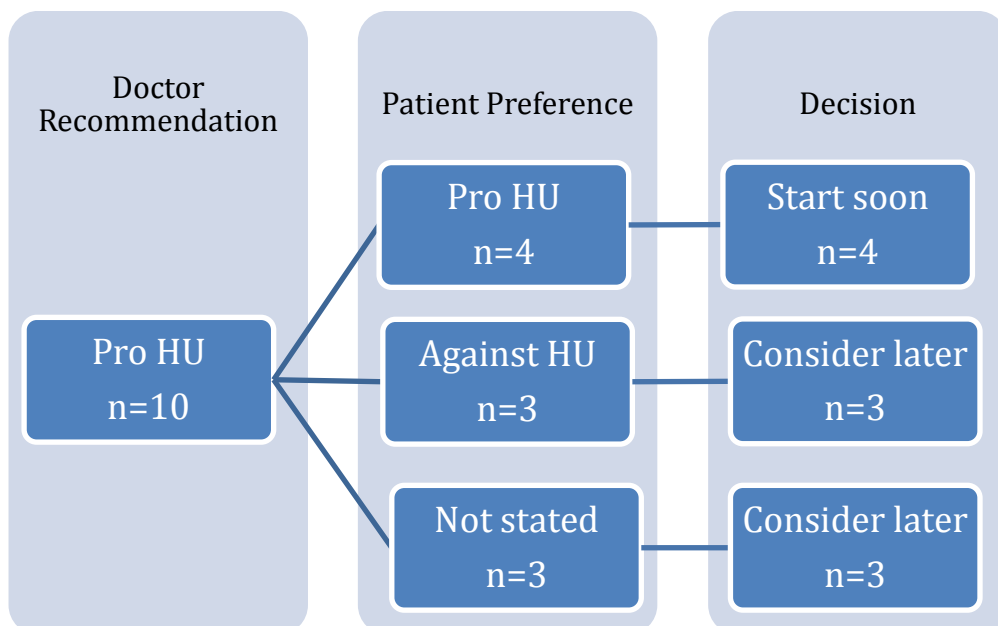 Doctor
Recommendation
Patient Preference
Decision
Pro HU
n=10
Pro HU
n=4
Start soon
n=4
Against HU
n=3
Consider later
n=3
Not stated
n=3
Consider later
n=3